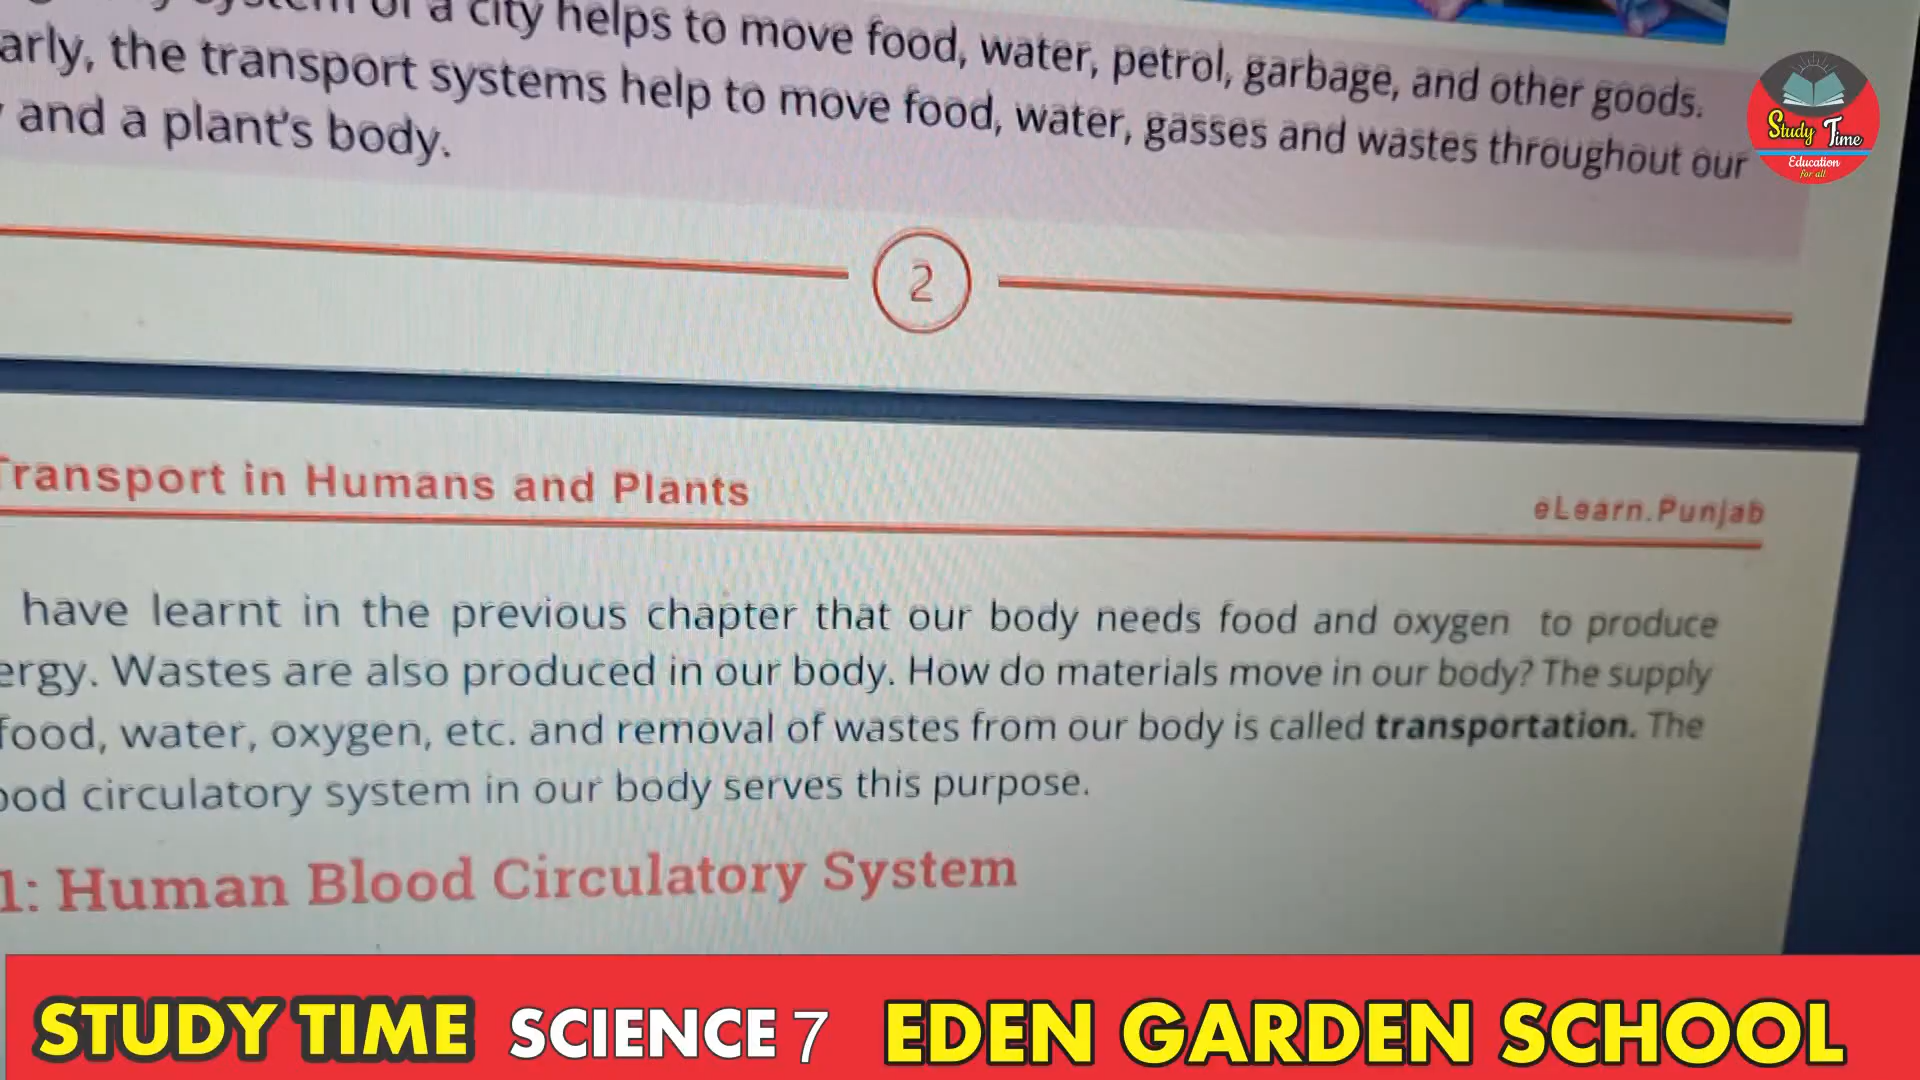 system of a city helps to move food, water, petrol, garbage, and other goods.
arly, the transport systems help to move food, water, gasses and wastes throughout our
and a plant's body.
Study Time
Education
for all
2
Transport in Humans and Plants
eLearn.Punjab
have learnt in the previous chapter that our body needs food and oxygen to produce
ergy. Wastes are also produced in our body. How do materials move in our body? The supply
food, water, oxygen, etc. and removal of wastes from our body is called transportation. The
ood circulatory system in our body serves this purpose.
1: Human Blood Circulatory System
STUDY TIME SCIENCE 7 EDEN GARDEN SCHOOL